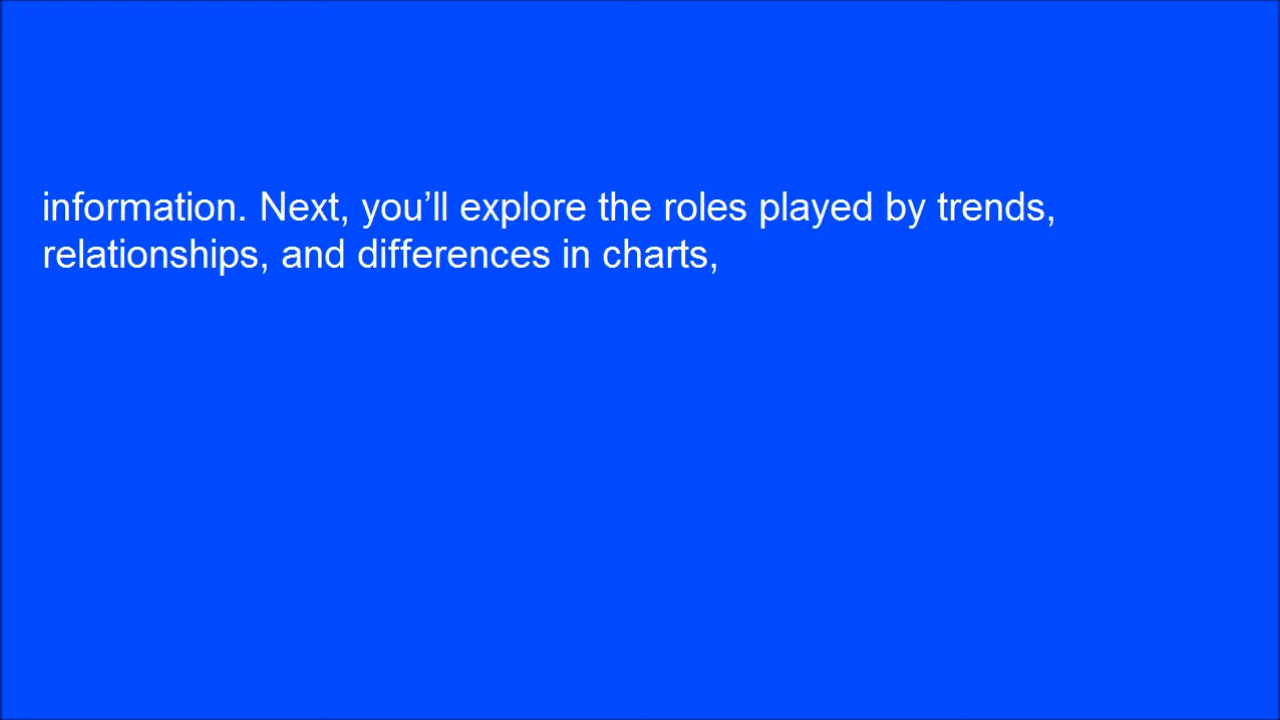 information. Next, you’ll explore the roles played by trends,
relationships, and differences in charts,